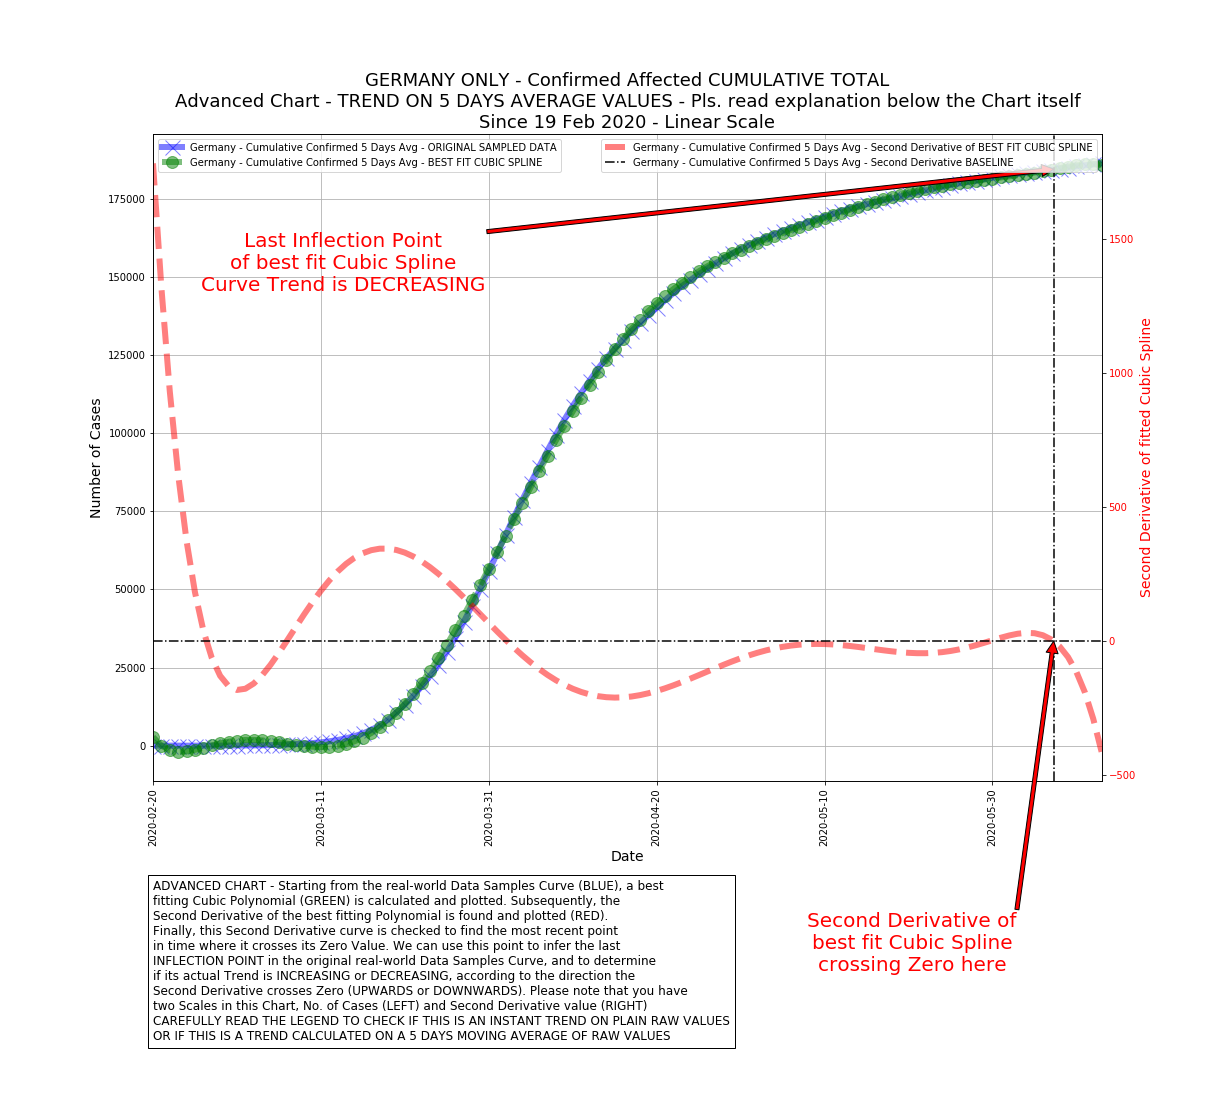 GERMANY ONLY - Confirmed Affected CUMULATIVE TOTAL
Advanced Chart - TREND ON 5 DAYS AVERAGE VALUES - Pls. read explanation below the Chart itself
Since 19 Feb 2020 - Linear Scale
Germany - Cumulative Confirmed 5 Days Avg - ORIGINAL SAMPLED DATA
Germany - Cumulative Confirmed 5 Days Avg - BEST FIT CUBIC SPLINE
Germany - Cumulative Confirmed 5 Days Avg - Second Derivative of BEST FIT CUBIC SPLINE
Germany - Cumulative Confirmed 5 Days Avg - Second Derivative BASELINE
Last Inflection Point
of best fit Cubic Spline
Curve Trend is DECREASING
Number of Cases
175000
150000
125000
100000
75000
50000
25000
0
1500
1000
500
0
−500
Second Derivative of fitted Cubic Spline
2020-02-20
2020-03-11
2020-03-31
2020-04-20
2020-05-10
2020-05-30
Date
ADVANCED CHART - Starting from the real-world Data Samples Curve (BLUE), a best
fitting Cubic Polynomial (GREEN) is calculated and plotted. Subsequently, the
Second Derivative of the best fitting Polynomial is found and plotted (RED).
Finally, this Second Derivative curve is checked to find the most recent point
in time where it crosses its Zero Value. We can use this point to infer the last
INFLECTION POINT in the original real-world Data Samples Curve, and to determine
if its actual Trend is INCREASING or DECREASING, according to the direction the
Second Derivative crosses Zero (UPWARDS or DOWNWARDS). Please note that you have
two Scales in this Chart, No. of Cases (LEFT) and Second Derivative value (RIGHT)
CAREFULLY READ THE LEGEND TO CHECK IF THIS IS AN INSTANT TREND ON PLAIN RAW VALUES
OR IF THIS IS A TREND CALCULATED ON A 5 DAYS MOVING AVERAGE OF RAW VALUES
Second Derivative of
best fit Cubic Spline
crossing Zero here